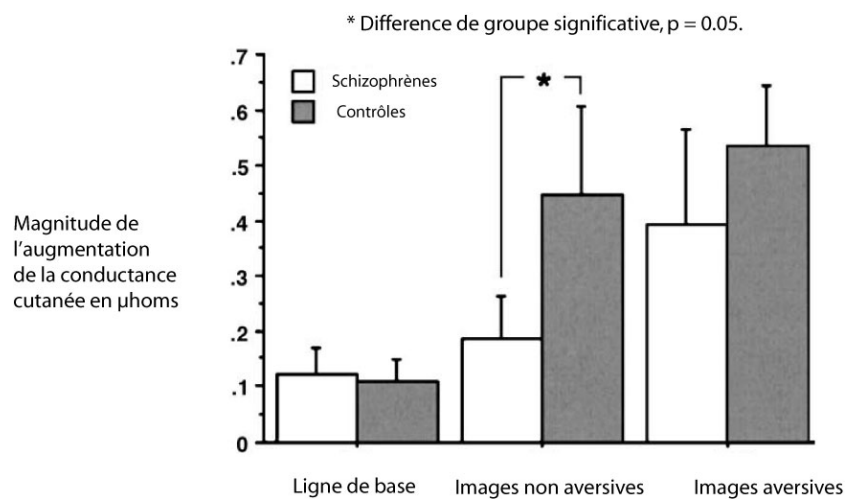 * Difference de groupe significative, p = 0.05.
.7
.6
.5
.4
.3
.2
.1
0
Schizophrènes
Contrôles
*
Magnitude de
l’augmentation
de la conductance
cutanée en µhoms
Ligne de base
Images non aversives
Images aversives